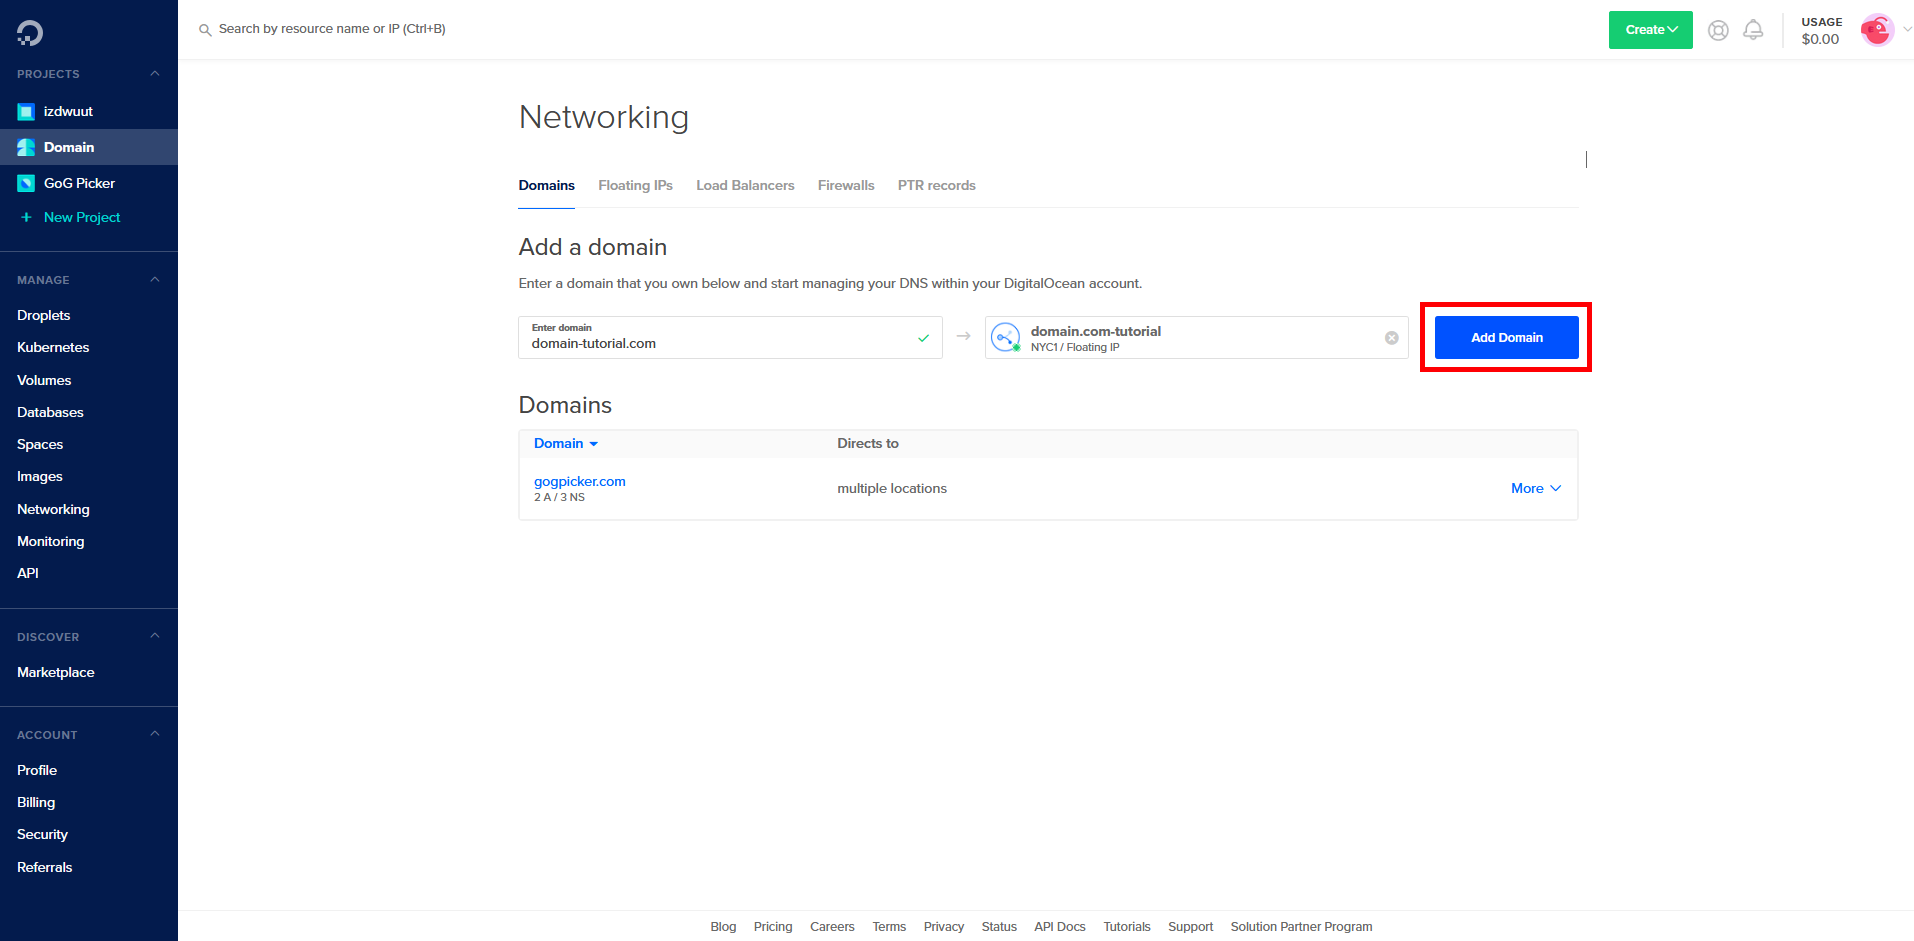 Search by resource name or IP (Ctrl+B)
Create
USAGE
$0.00
PROJECTS
izdwuut
Domain
GoG Picker
+ New Project
MANAGE
Droplets
Kubernetes
Volumes
Databases
Spaces
Images
Networking
Monitoring
API
DISCOVER
Marketplace
ACCOUNT
Profile
Billing
Security
Referrals
Networking
Domains Floating IPs Load Balancers Firewalls PTR records
Add a domain
Enter a domain that you own below and start managing your DNS within your DigitalOcean account.
Enter domain
domain-tutorial.com
→
domain.com-tutorial
NYC1 / Floating IP
Add Domain
Domains
Domain Directs to
gogpicker.com
2 A / 3 NS
multiple locations
More
Blog Pricing Careers Terms Privacy Status API Docs Tutorials Support Solution Partner Program